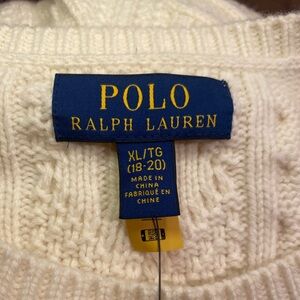 POLO
RALPH LAUREN
XL/TG
(18-20)
MADE IN
CHINA
FABRIQUÉ EN
CHINE